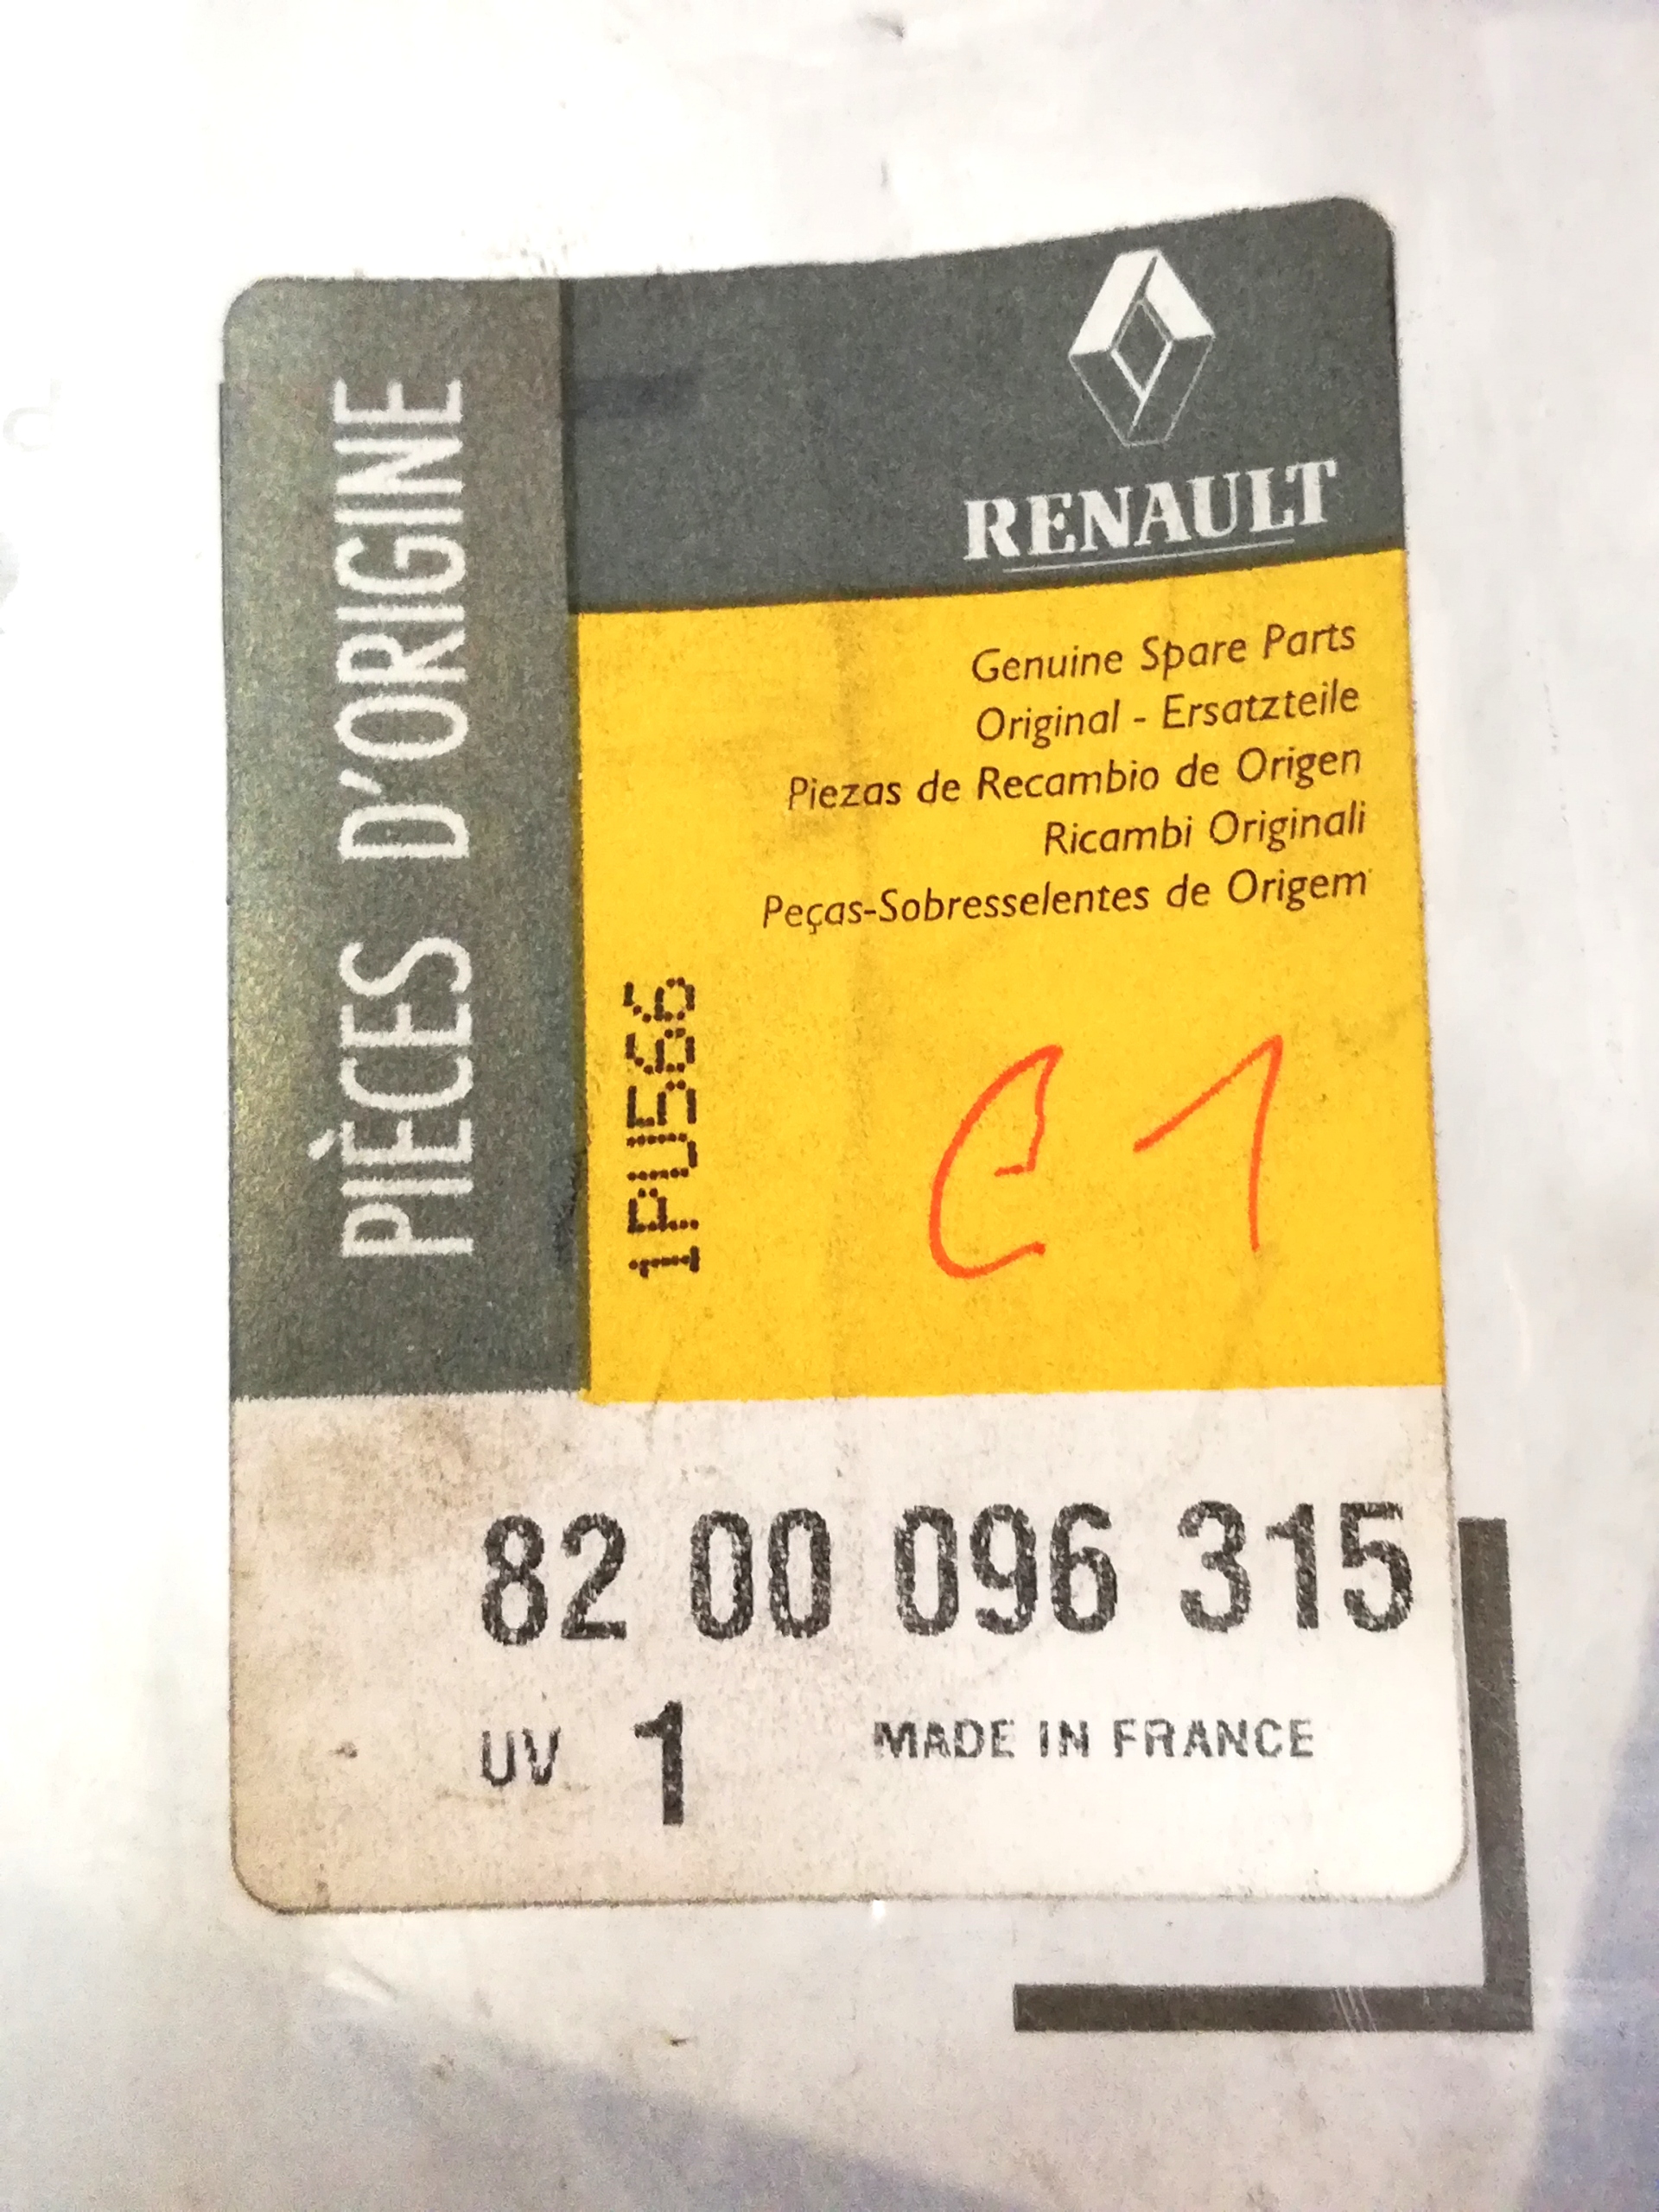 PIÈCES D'ORIGINE
RENAULT
Genuine Spare Parts
Original - Ersatzteile
Piezas de Recambio de Origen
Ricambi Originali
Peças-Sobresselentes de Origem
1PU566
C1
82 00 096 315
UV 1 MADE IN FRANCE